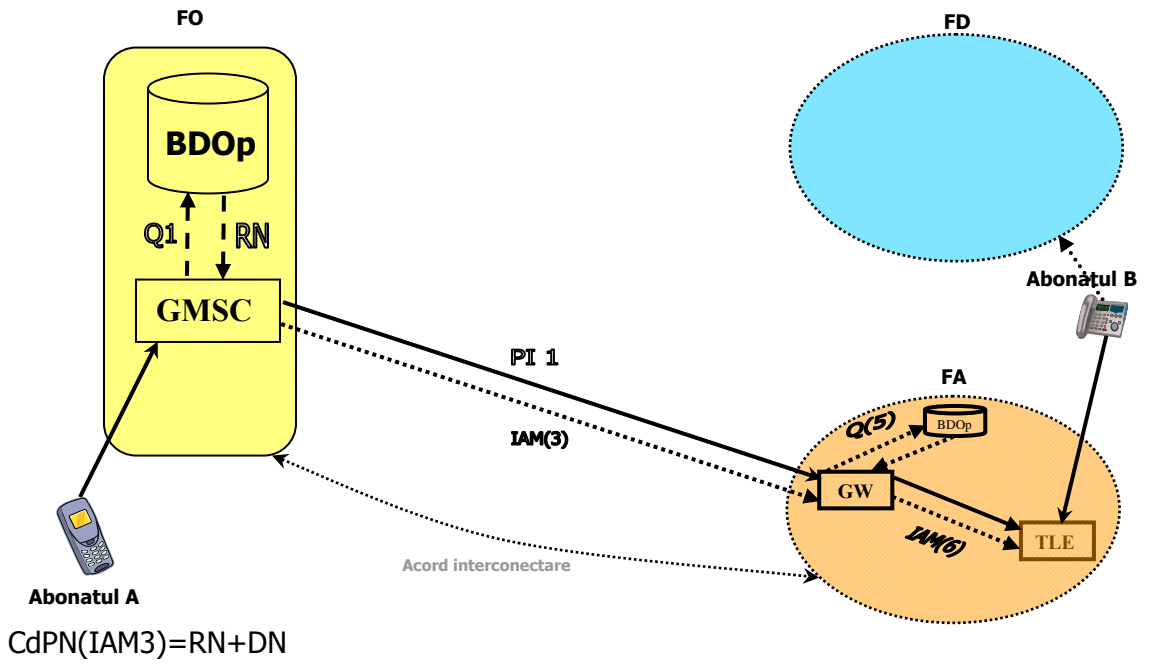 FO
FD
BDOp
Q1
RN
GMSC
Abonatul B
PI 1
IAM(3)
FA
Q(5)
BDOp
GW
IAM(6)
TLE
Acord interconectare
Abonatul A
CdPN(IAM3)=RN+DN